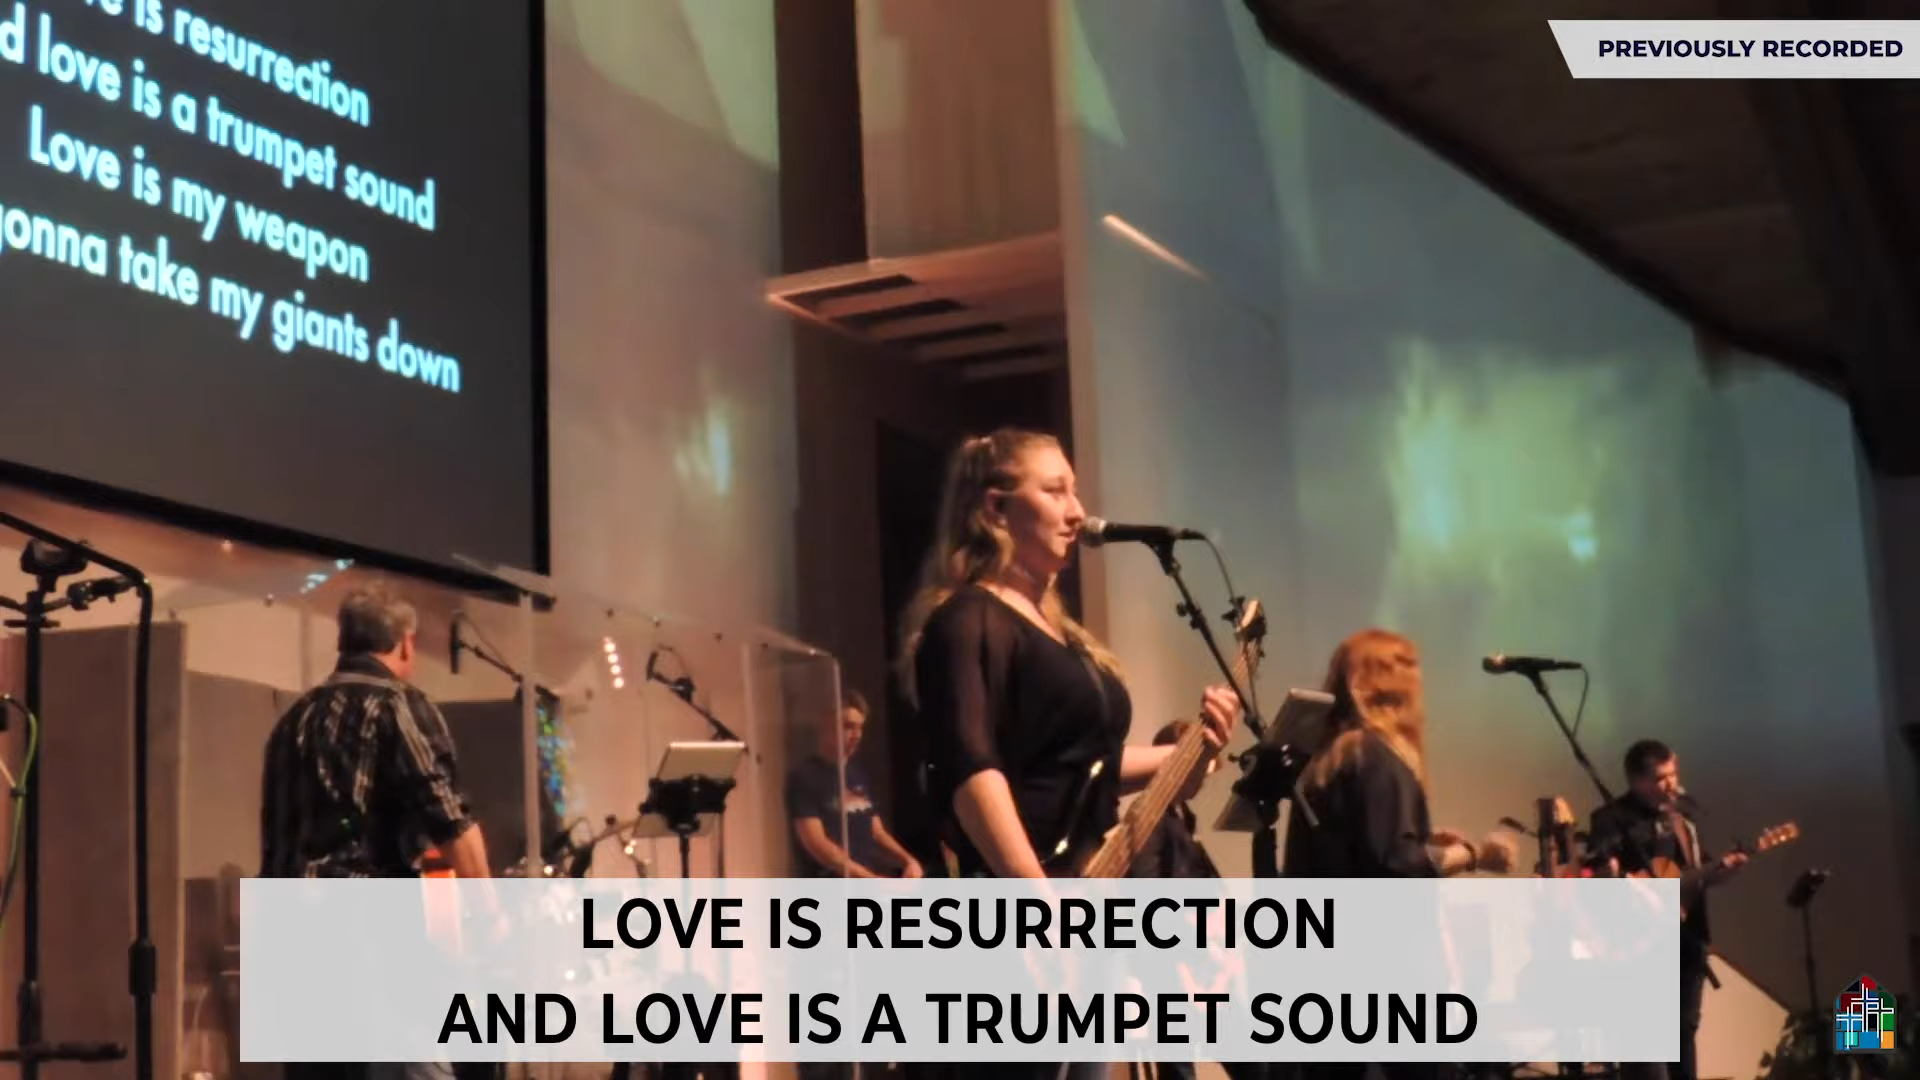 PREVIOUSLY RECORDED
is resurrection
love is a trumpet sound
Love is my weapon
gonna take my giants down
LOVE IS RESURRECTION
AND LOVE IS A TRUMPET SOUND